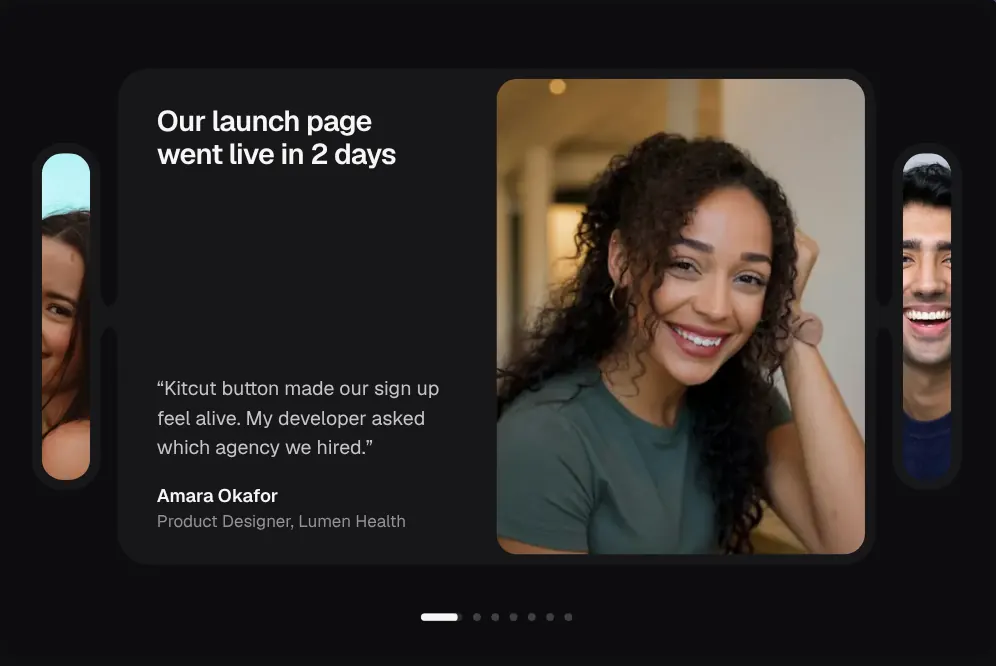 Our launch page
went live in 2 days
“Kitcut button made our sign up
feel alive. My developer asked
which agency we hired.”
Amara Okafor
Product Designer, Lumen Health